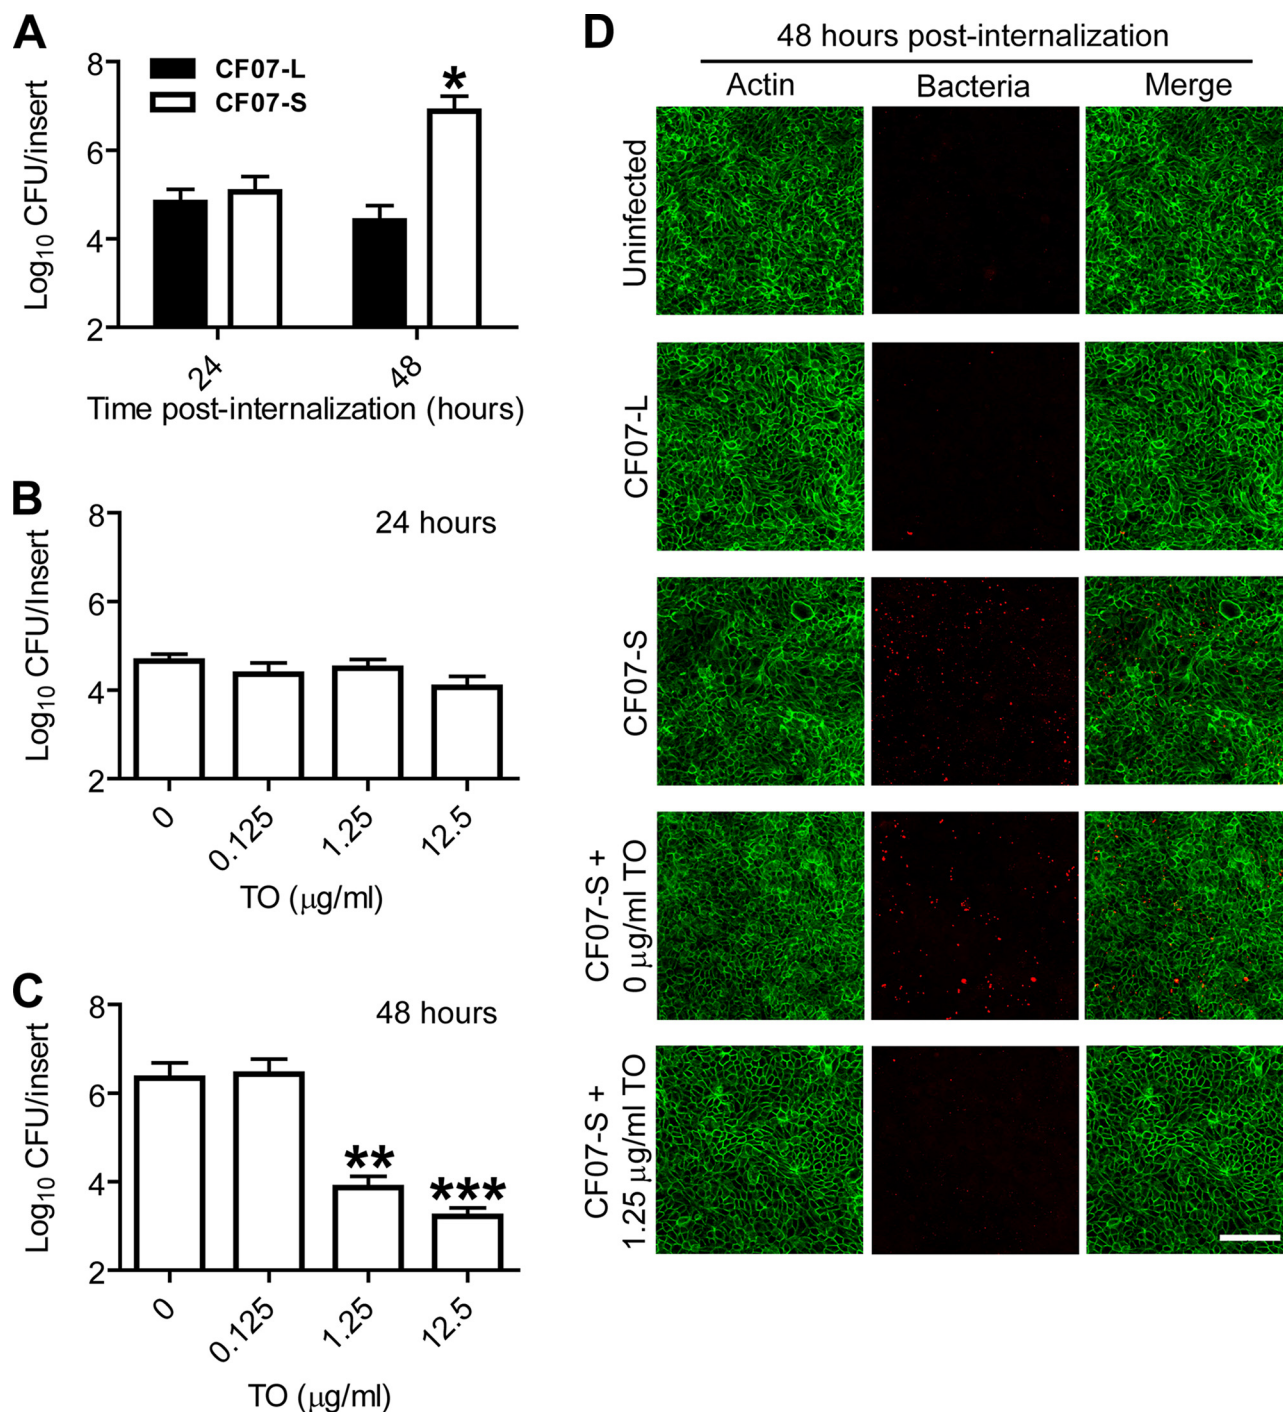 A
8
6
4
2
Log10 CFU/insert
CF07-L
CF07-S
*
24
48
Time post-internalization (hours)
B
24 hours
8
6
4
2
Log10 CFU/Insert
0
0.125
1.25
12.5
TO (μg/ml)
C
48 hours
8
6
4
2
Log10 CFU/insert
**
***
0
0.125
1.25
12.5
TO (μg/ml)
D
48 hours post-internalization
Actin
Bacteria
Merge
Uninfected
CF07-L
CF07-S
CF07-S +
0 μg/ml TO
CF07-S +
1.25 μg/ml TO